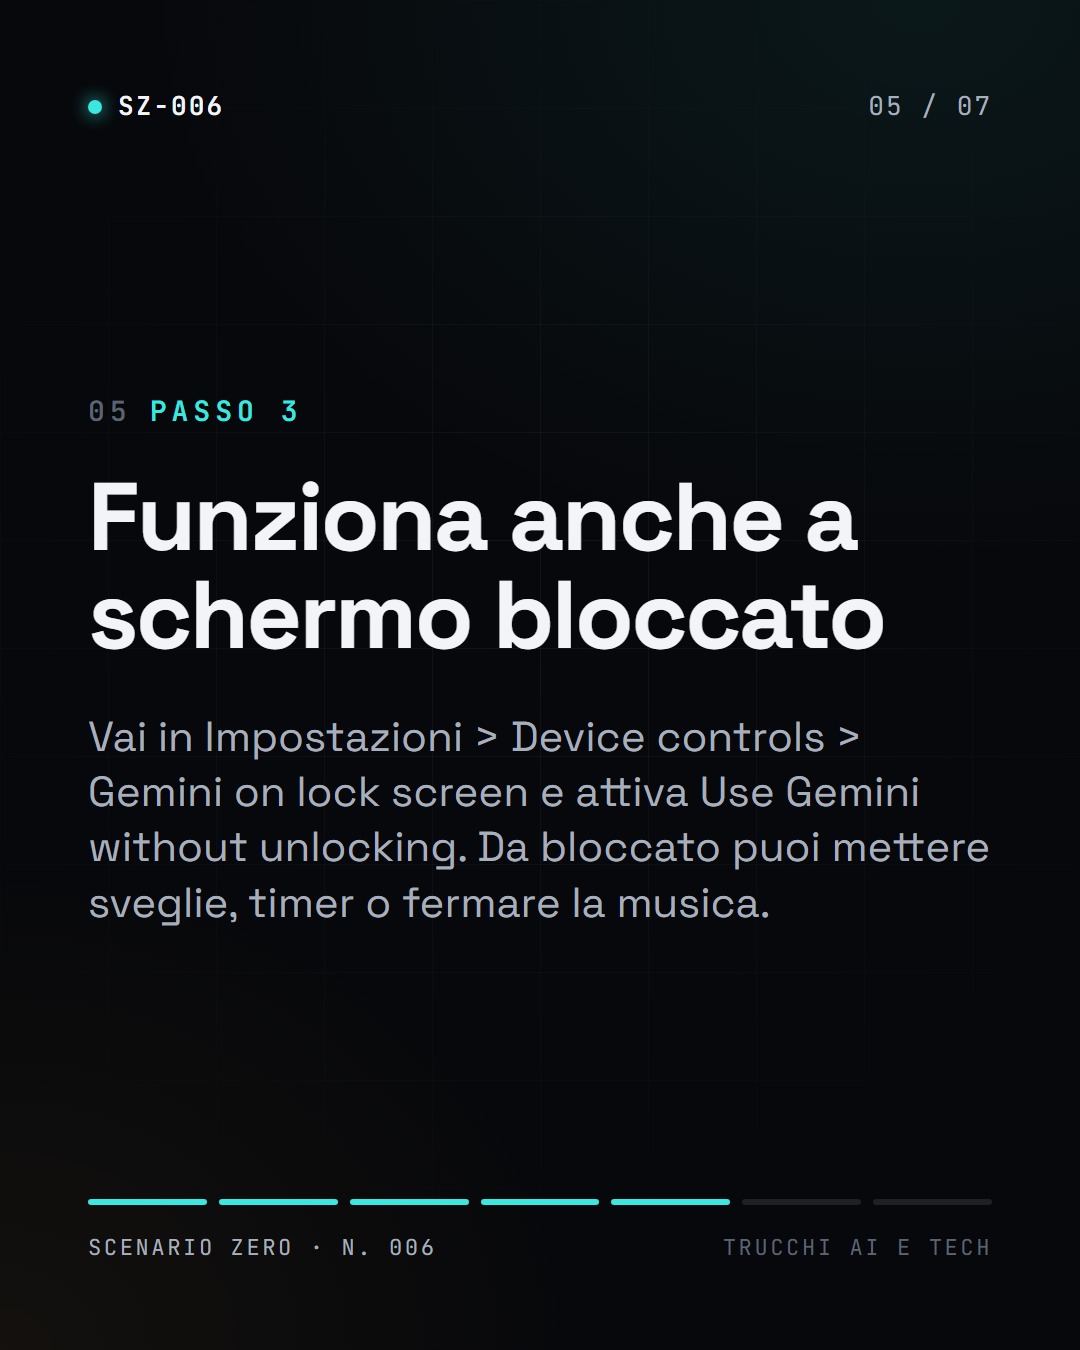 SZ-006
05 / 07
05 PASSO 3
Funziona anche a
schermo bloccato
Vai in Impostazioni > Device controls >
Gemini on lock screen e attiva Use Gemini
without unlocking. Da bloccato puoi mettere
sveglie, timer o fermare la musica.
SCENARIO ZERO · N. 006
TRUCCHI AI E TECH